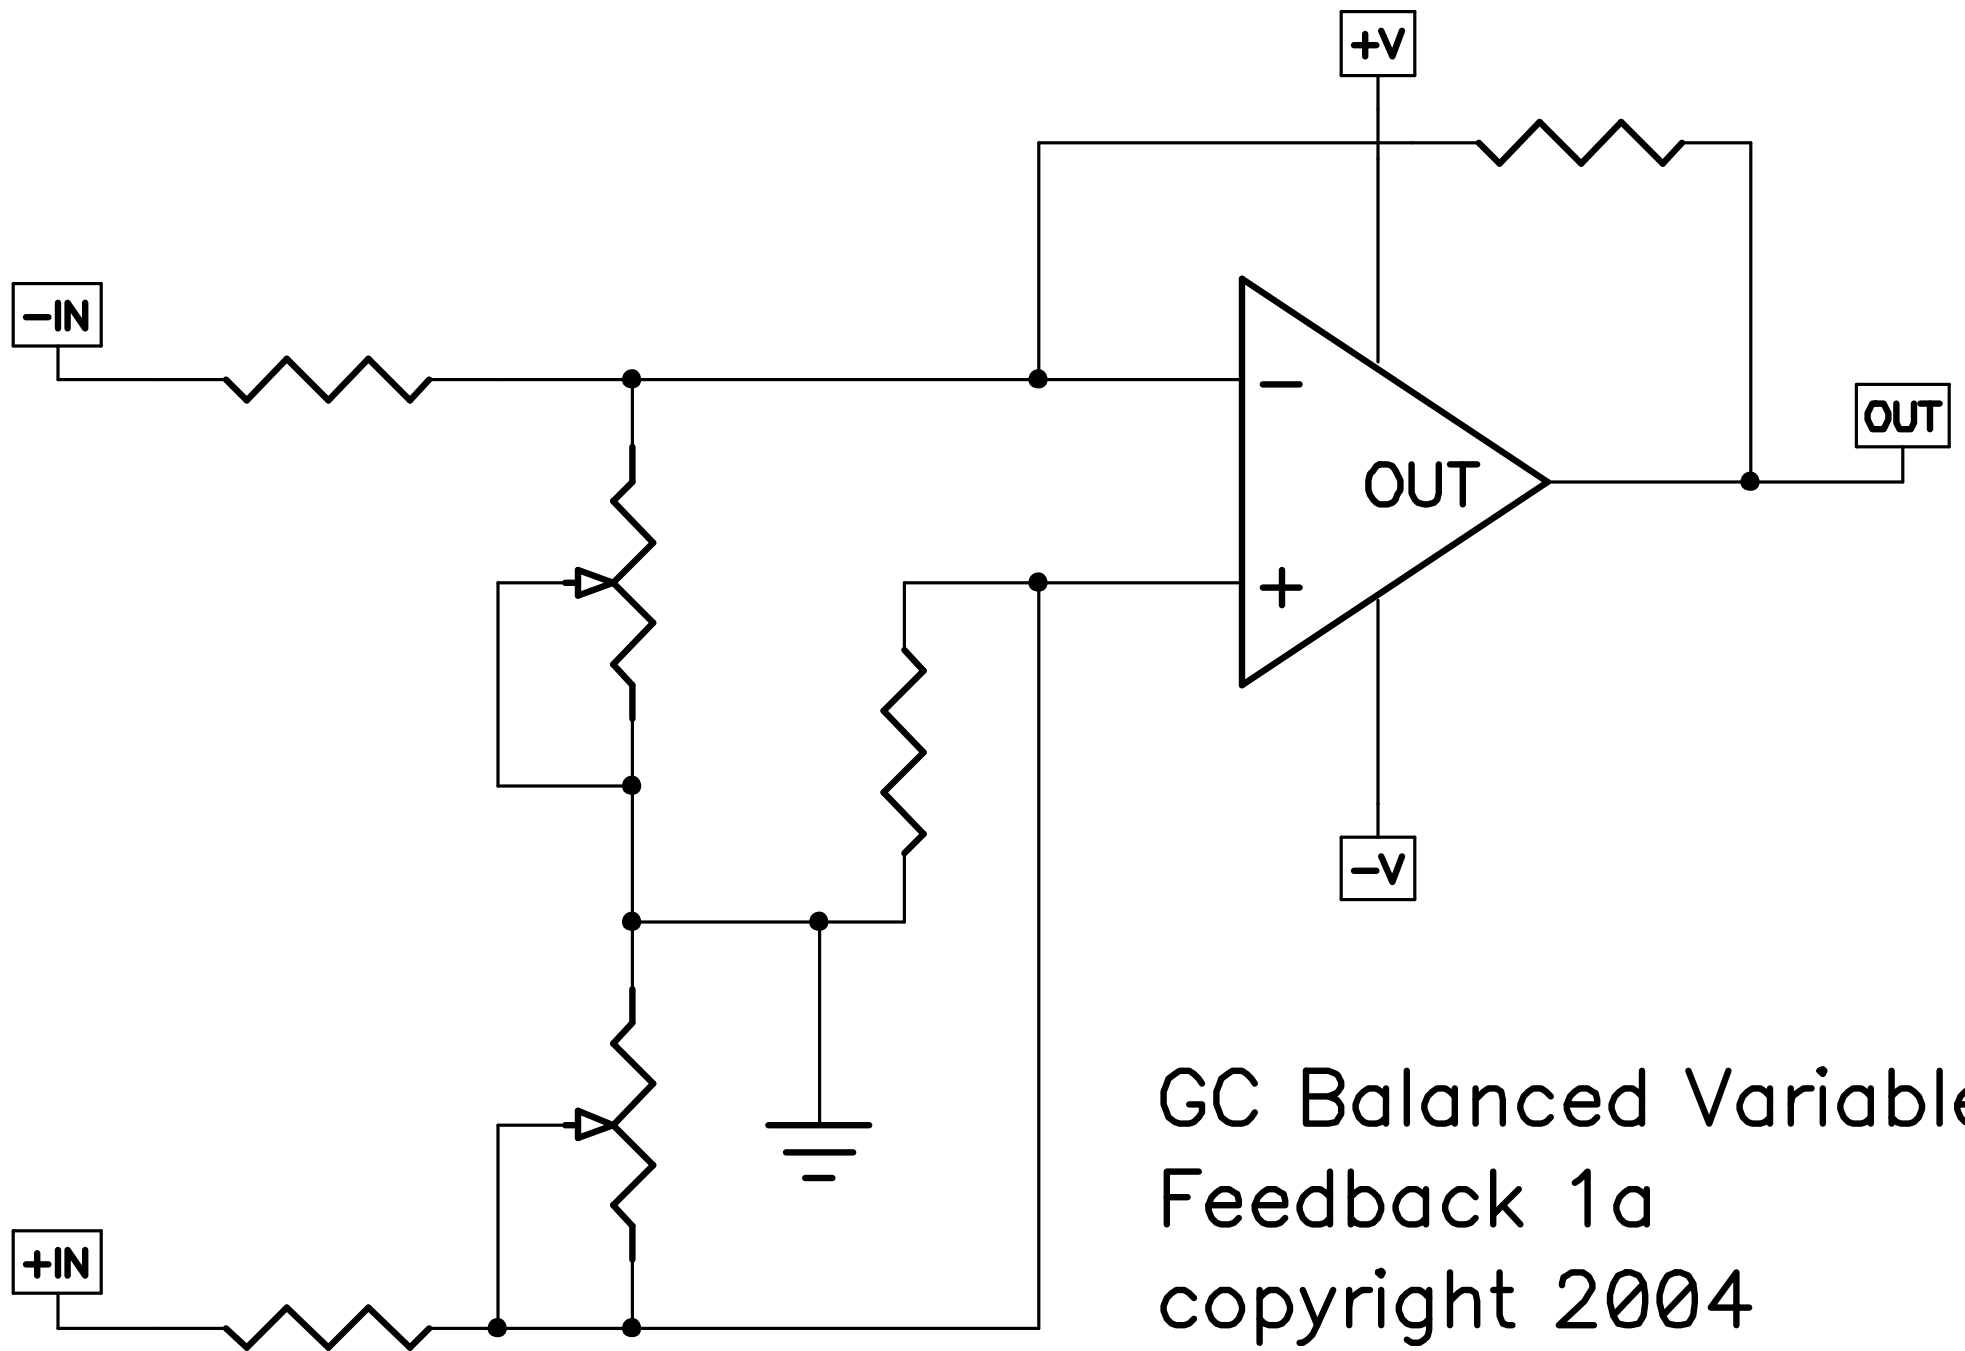 +V
-IN
-
OUT
OUT
+
-V
+IN
GC Balanced Variable
Feedback 1a
copyright 2004